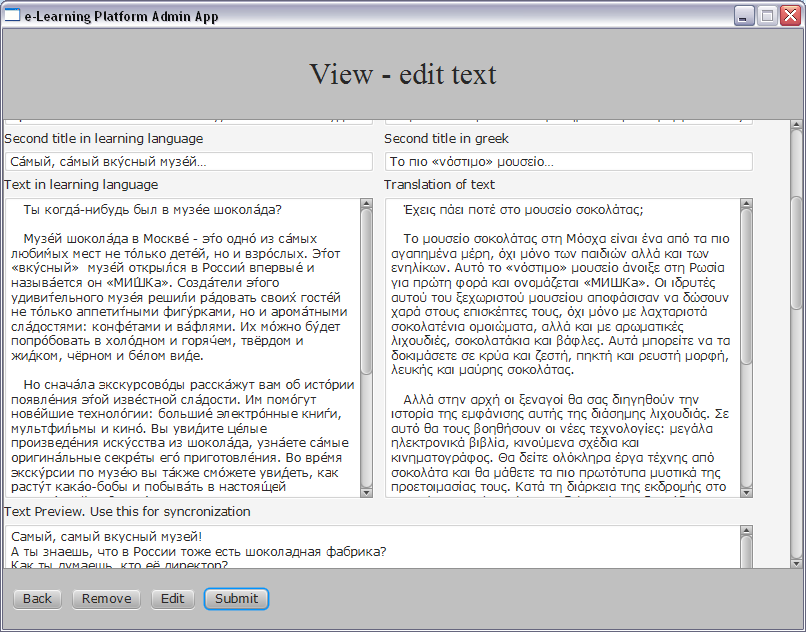 e-Learning Platform Admin App
View - edit text
Second title in learning language
Second title in greek
Са́мый, са́мый вку́сный музе́й...
Το πιο «νόστιμο» μουσείο...
Text in learning language
Translation of text
Ты когда́-нибудь был в музе́е шокола́да?
Музе́й шокола́да в Москве́ - э́то одно́ из са́мых
люби́мых мест не то́лько дете́й, но и взро́слых. Э́тот
«вку́сный» музе́й откры́лся в Росси́и впервы́е и
называ́ется он «МИ́ШКа». Созда́тели э́того
удиви́тельного музе́я реши́ли ра́довать свои́х госте́й
не то́лько аппети́тными фигу́рками, но и арома́тными
сла́достями: конфе́тами и ва́флями. Их мо́жно бу́дет
попро́бовать в холо́дном и горя́чем, твёрдом и
жи́дком, чёрном и бе́лом ви́де.
Но снача́ла экскурсово́ды расска́жут вам об исто́рии
появле́ния э́той изве́стной сла́дости. Им помо́гут
нове́йшие техноло́гии: больши́е электро́нные кни́ги,
мультфи́льмы и кино́. Вы уви́дите це́лые
произведе́ния иску́сства из шокола́да, узна́ете са́мые
оригина́льные секре́ты его́ приготовле́ния. Во вре́мя
экску́рсии по музе́ю вы та́кже смо́жете уви́деть, как
расту́т кака́о-бобы и побыва́ть в настоя́щей
Έχεις πάει ποτέ στο μουσείο σοκολάτας;
Το μουσείο σοκολάτας στη Μόσχα είναι ένα από τα πιο
αγαπημένα μέρη, όχι μόνο των παιδιών αλλά και των
ενηλίκων. Αυτό το «νόστιμο» μουσείο άνοιξε στη Ρωσία
για πρώτη φορά και ονομάζεται «МИШКа». Οι ιδρυτές
αυτού του ξεχωριστού μουσείου αποφάσισαν να δώσουν
χαρά στους επισκέπτες τους, όχι μόνο με λαχταριστά
σοκολατένια ομοιώματα, αλλά και με αρωματικές
λιχουδιές, σοκολατάκια και βάφλες. Αυτά μπορείτε να τα
δοκιμάσετε σε κρύα και ζεστή, πηκτή και ρευστή μορφή,
λευκής και μαύρης σοκολάτας.
Αλλά στην αρχή οι ξεναγοί θα σας διηγηθούν την
ιστορία της εμφάνισης αυτής της διάσημης λιχουδιάς. Σε
αυτό θα τους βοηθήσουν οι νέες τεχνολογίες: μεγάλα
ηλεκτρονικά βιβλία, κινούμενα σχέδια και
κινηματογράφος. Θα δείτε ολόκληρα έργα τέχνης από
σοκολάτα και θα μάθετε τα πιο πρωτότυπα μυστικά της
προετοιμασίας τους. Κατά τη διάρκεια της εκδρομής στο
Text Preview. Use this for syncronization
Самый, самый вкусный музей!
А ты знаешь, что в России тоже есть шоколадная фабрика?
Как ты думаешь, кто её директор?
Back
Remove
Edit
Submit